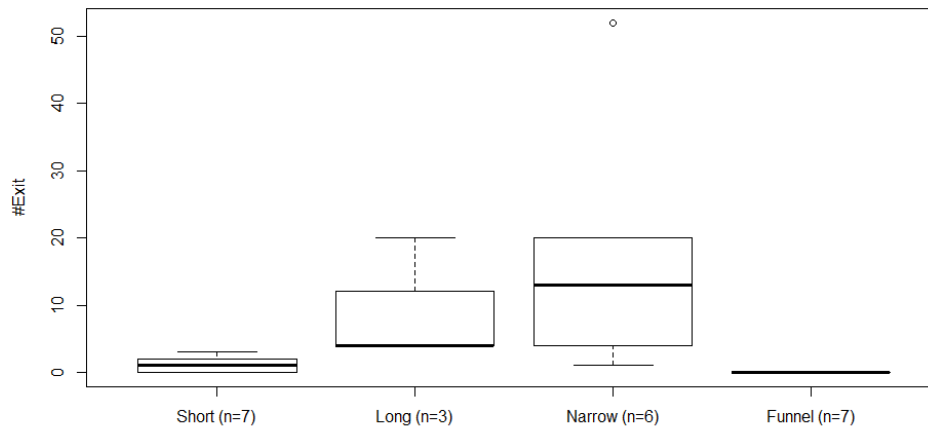 50
40
30
20
10
0
#Exit
Short (n=7)
Long (n=3)
Narrow (n=6)
Funnel (n=7)